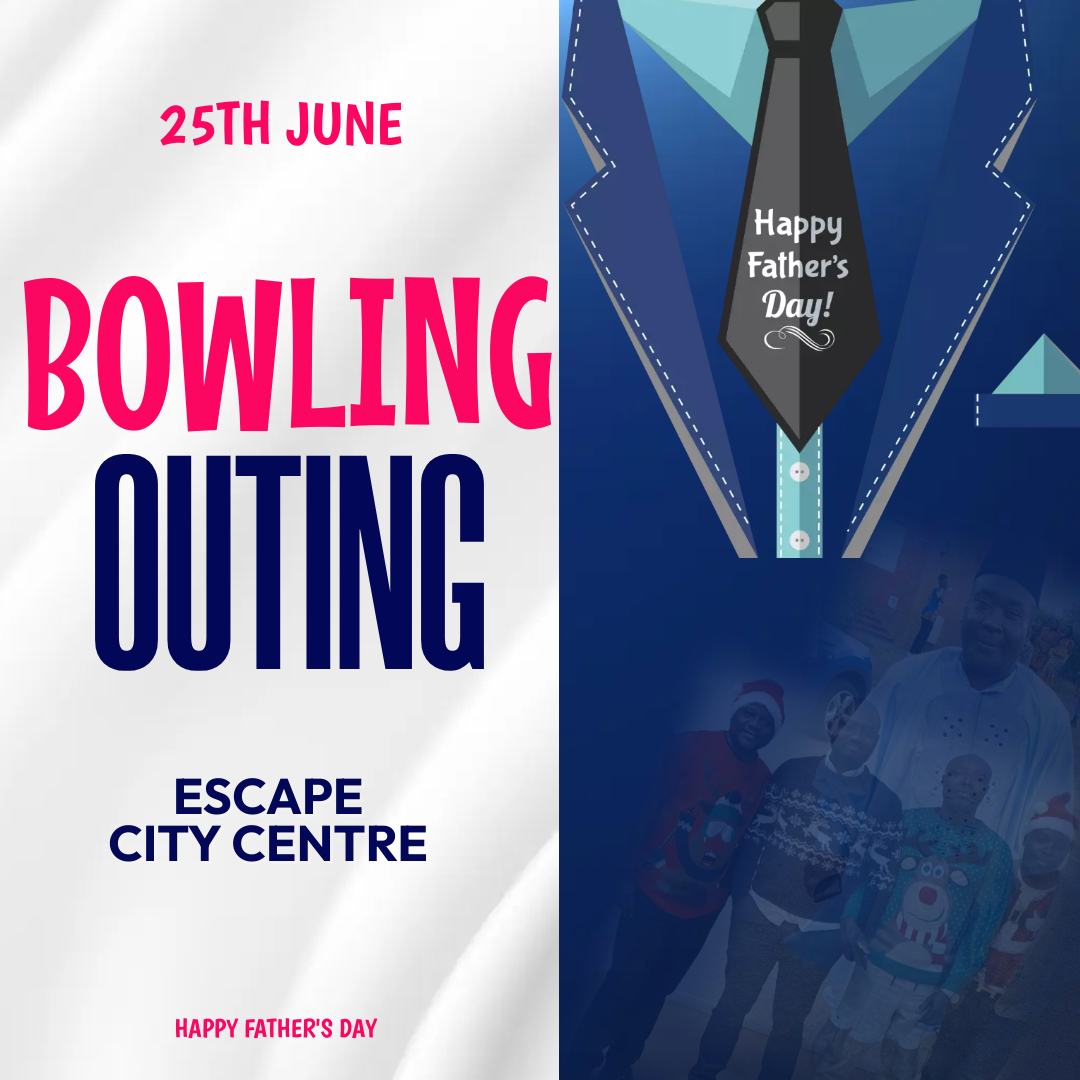 25TH JUNE
BOWLING
OUTING
ESCAPE
CITY CENTRE
HAPPY FATHER'S DAY
Happy
Father's
Day!